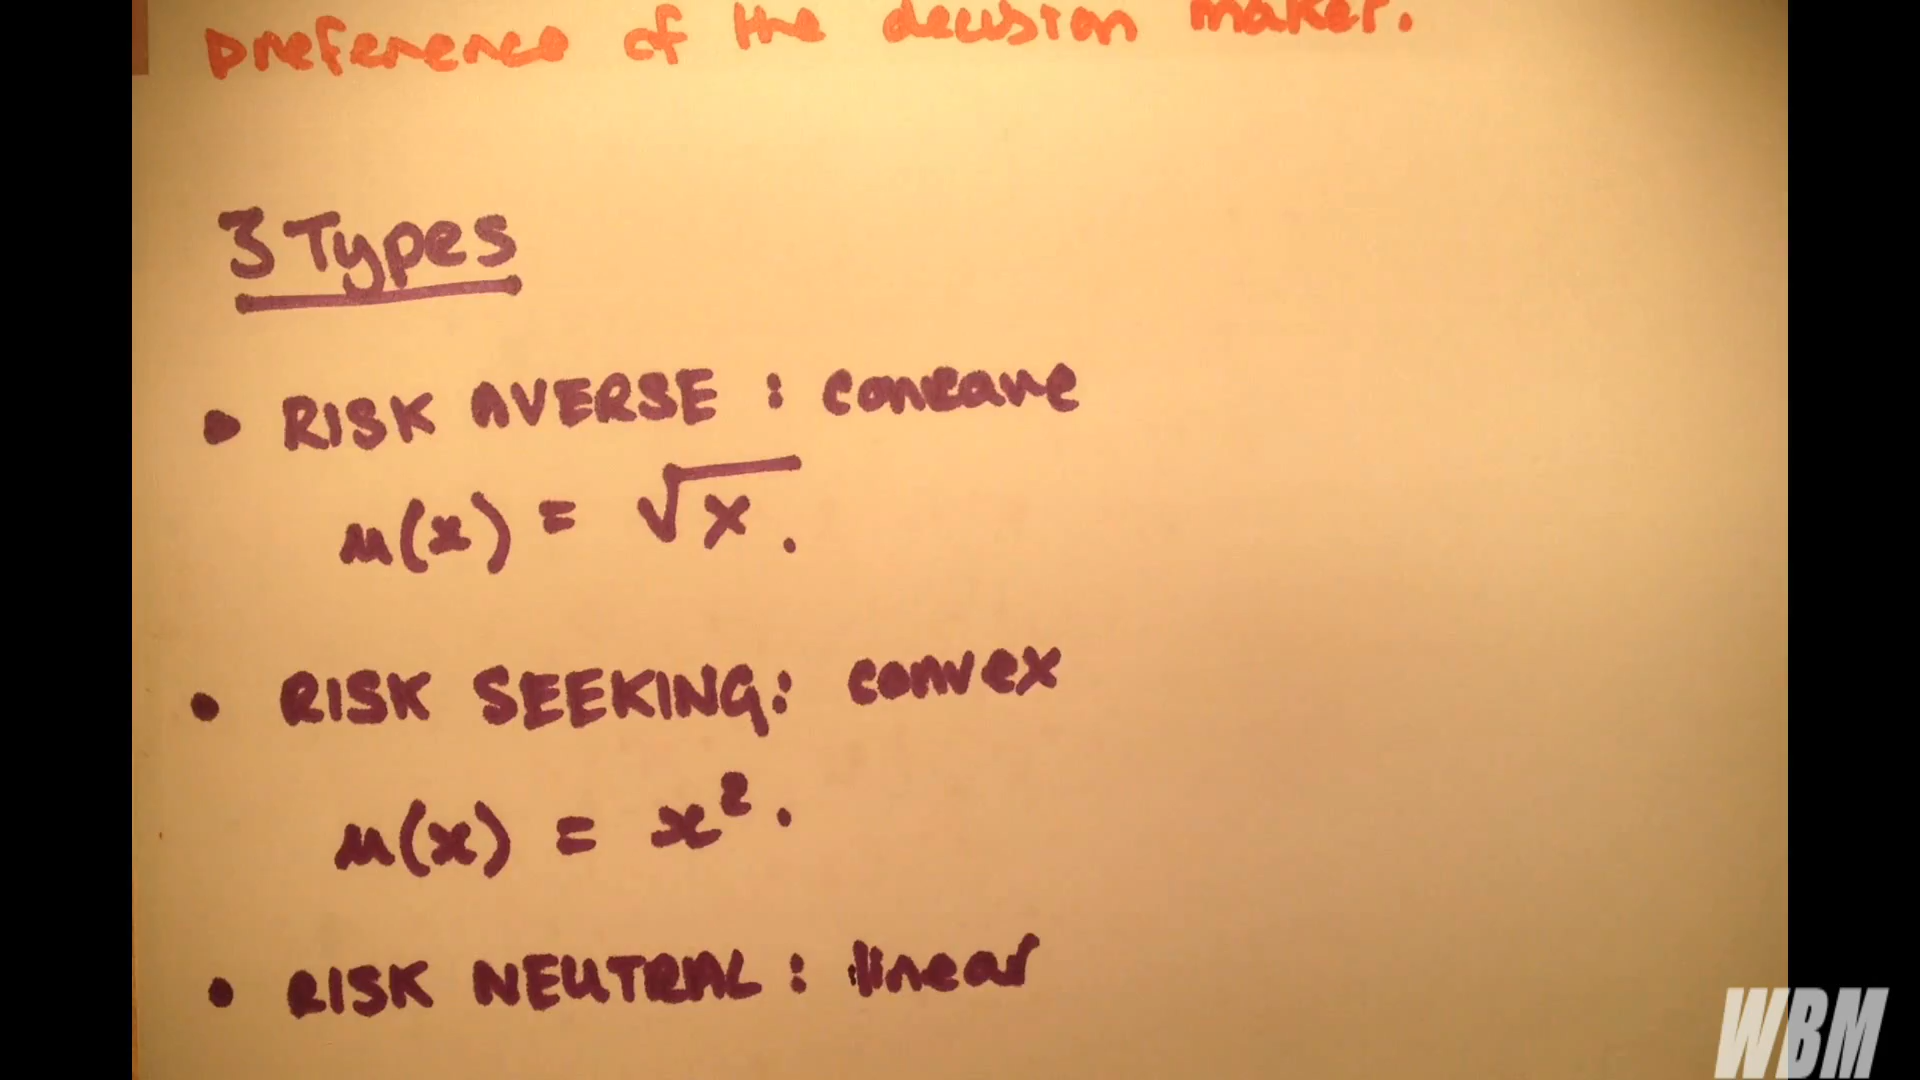 preference of the decision maker.
3 Types
• RISK AVERSE : concave
u(x) = √x.
• RISK SEEKING: convex
u(x) = x².
• RISK NEUTRAL : linear
WBM